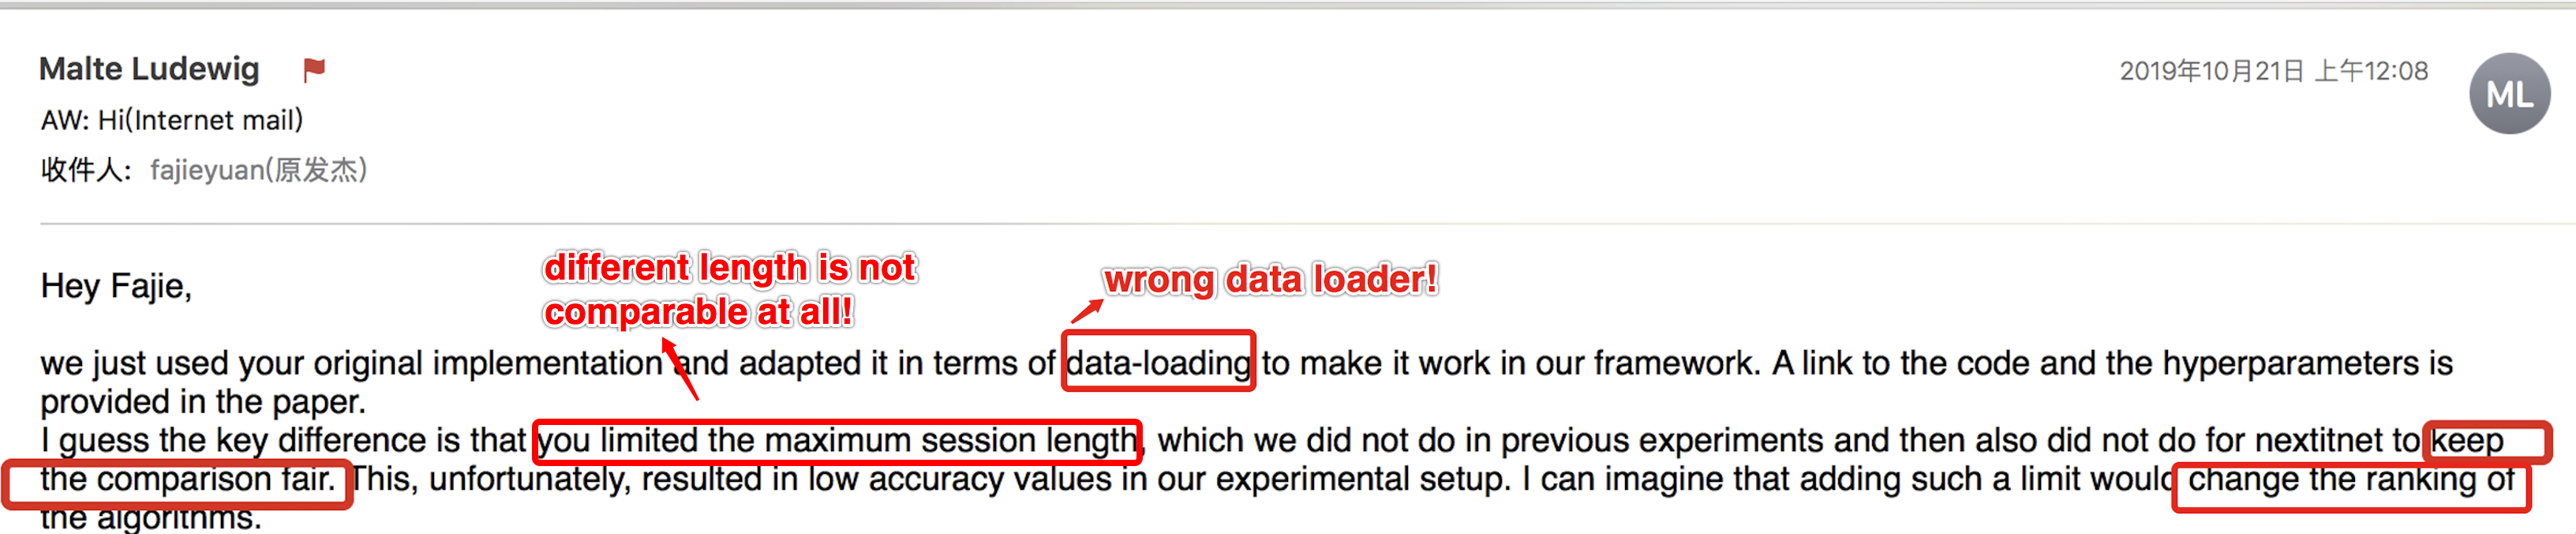 Malte Ludewig
2019年10月21日 上午12:08
ML
AW: Hi(Internet mail)
收件人: fajieyuan(原发杰)
different length is not
comparable at all!
wrong data loader!
Hey Fajie,
we just used your original implementation and adapted it in terms of data-loading to make it work in our framework. A link to the code and the hyperparameters is
provided in the paper.
I guess the key difference is that you limited the maximum session length, which we did not do in previous experiments and then also did not do for nextitnet to keep
the comparison fair. This, unfortunately, resulted in low accuracy values in our experimental setup. I can imagine that adding such a limit would change the ranking of
the algorithms.